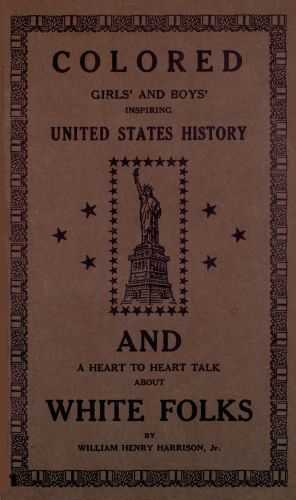 COLORED
GIRLS' AND BOYS'
INSPIRING
UNITED STATES HISTORY
AND
A HEART TO HEART TALK
ABOUT
WHITE FOLKS
BY
WILLIAM HENRY HARRISON, Jr.